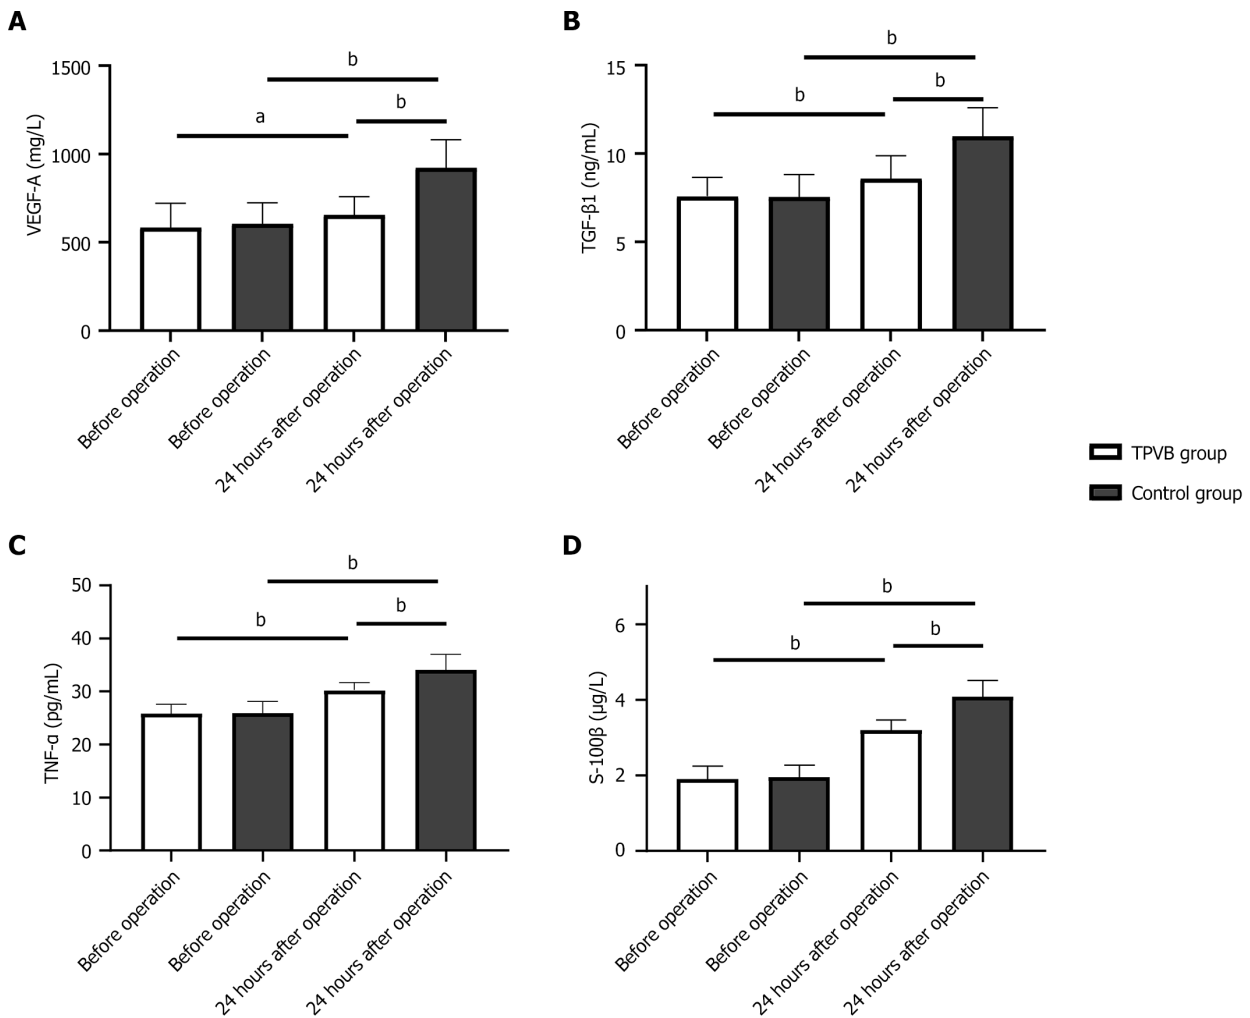 A
VEGF-A (mg/L)
1500
1000
500
0
b
a
b
Before operation
Before operation
24 hours after operation
24 hours after operation
B
TGF-β1 (ng/mL)
15
10
5
0
b
b
b
Before operation
Before operation
24 hours after operation
24 hours after operation
TPVB group
Control group
C
TNF-α (pg/mL)
50
40
30
20
10
0
b
b
b
Before operation
Before operation
24 hours after operation
24 hours after operation
D
S-100β (μg/L)
6
4
2
0
b
b
b
Before operation
Before operation
24 hours after operation
24 hours after operation